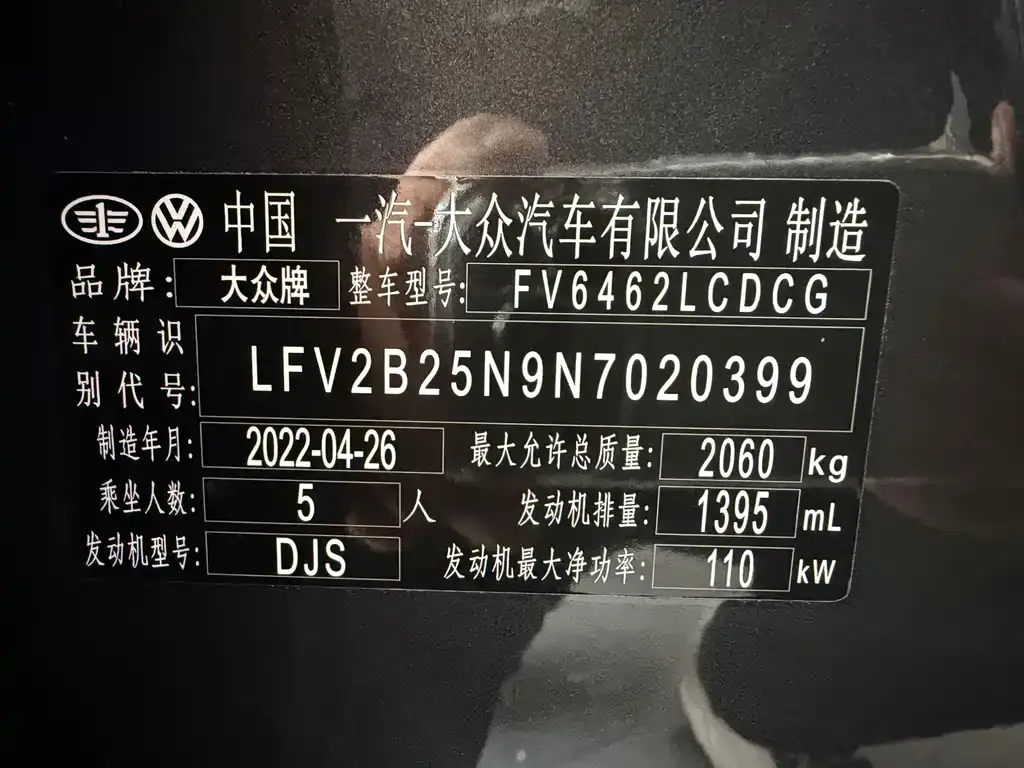 中国 一汽-大众汽车有限公司 制造
品牌: 大众牌 整车型号: FV6462LCDCG
车辆识别代号: LFV2B25N9N7020399
制造年月: 2022-04-26 最大允许总质量: 2060 kg
乘坐人数: 5 人 发动机排量: 1395 mL
发动机型号: DJS 发动机最大净功率: 110 kW